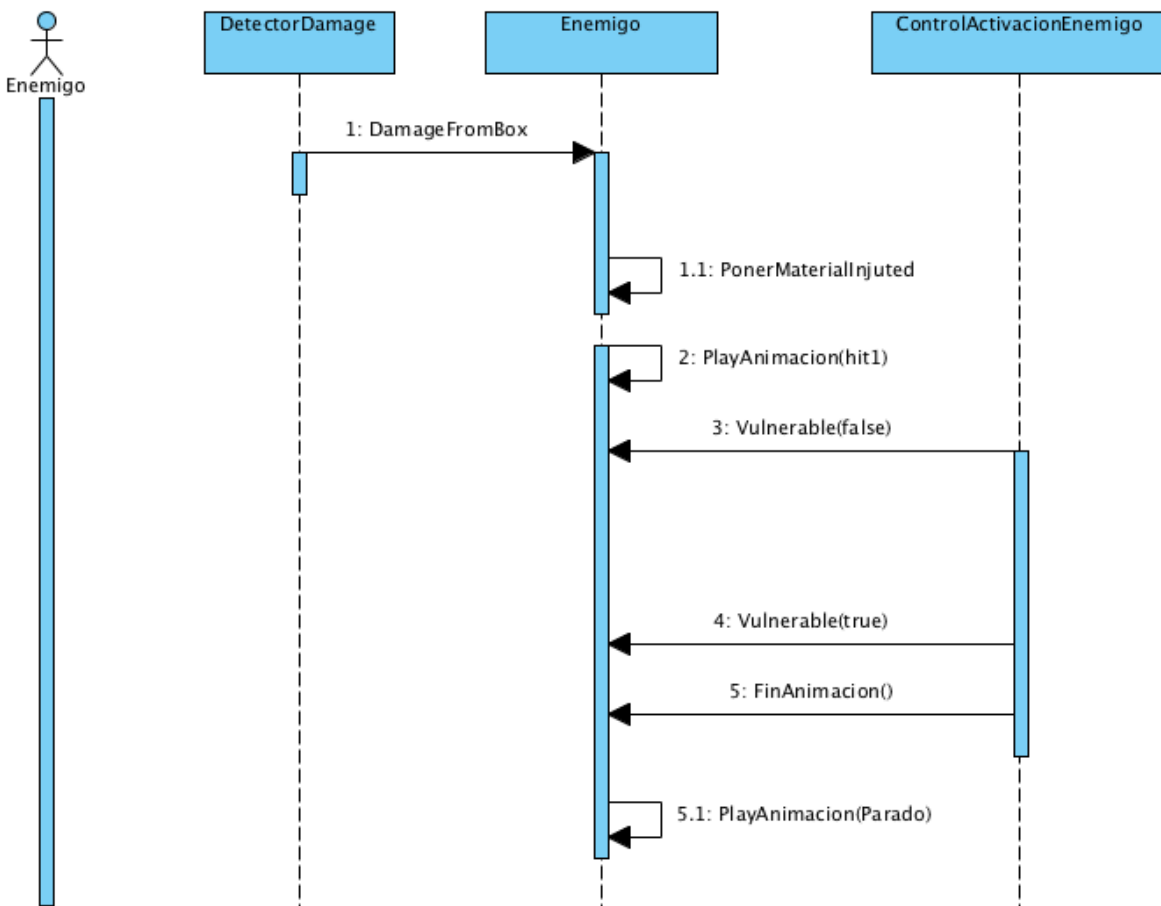 DetectorDamage
Enemigo
ControlActivacionEnemigo
Enemigo
1: DamageFromBox
1.1: PonerMaterialInjuted
2: PlayAnimacion(hit1)
3: Vulnerable(false)
4: Vulnerable(true)
5: FinAnimacion()
5.1: PlayAnimacion(Parado)